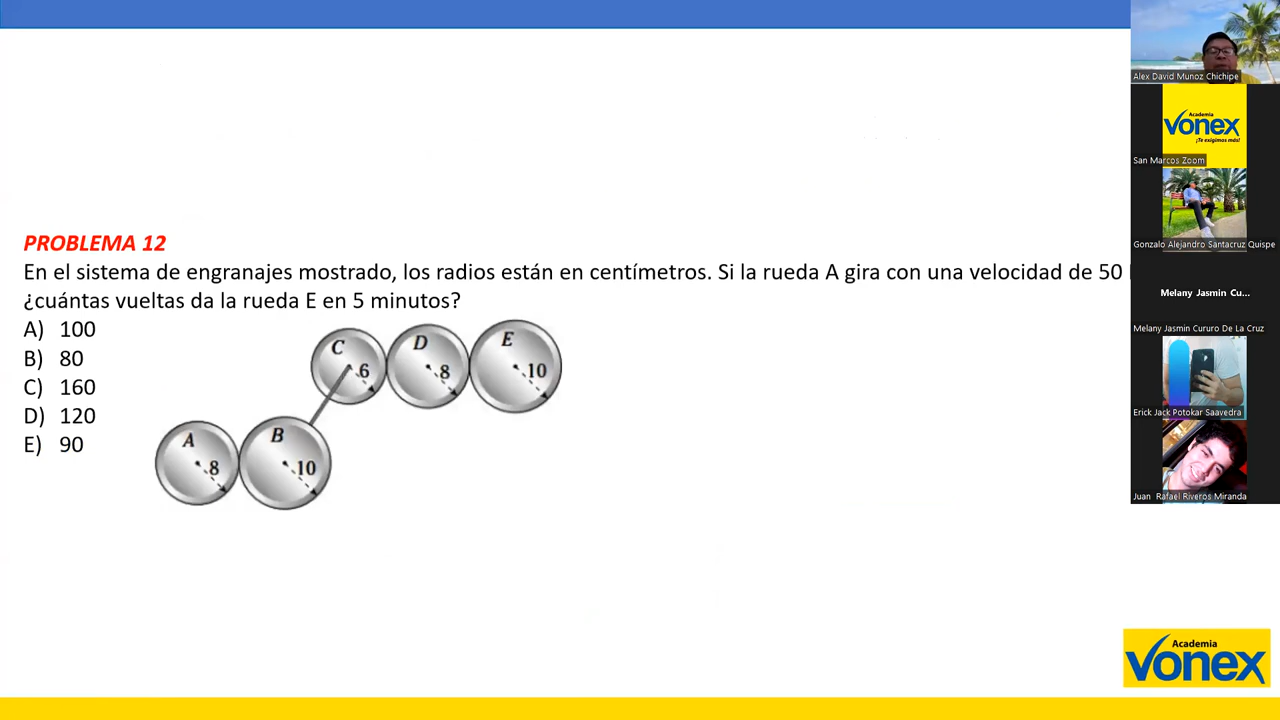 PROBLEMA 12
En el sistema de engranajes mostrado, los radios están en centímetros. Si la rueda A gira con una velocidad de 50
¿cuántas vueltas da la rueda E en 5 minutos?
A) 100
B) 80
C) 160
D) 120
E) 90
C
6
D
8
E
10
A
8
B
10
Alex David Munoz Chichipe
Academia
Vonex
¡Te exigimos más!
San Marcos Zoom
Gonzalo Alejandro Santacruz Quispe
Melany Jasmin Cu...
Melany Jasmin Cururo De La Cruz
Erick Jack Potokar Saavedra
Juan Rafael Riveros Miranda
Academia
Vonex